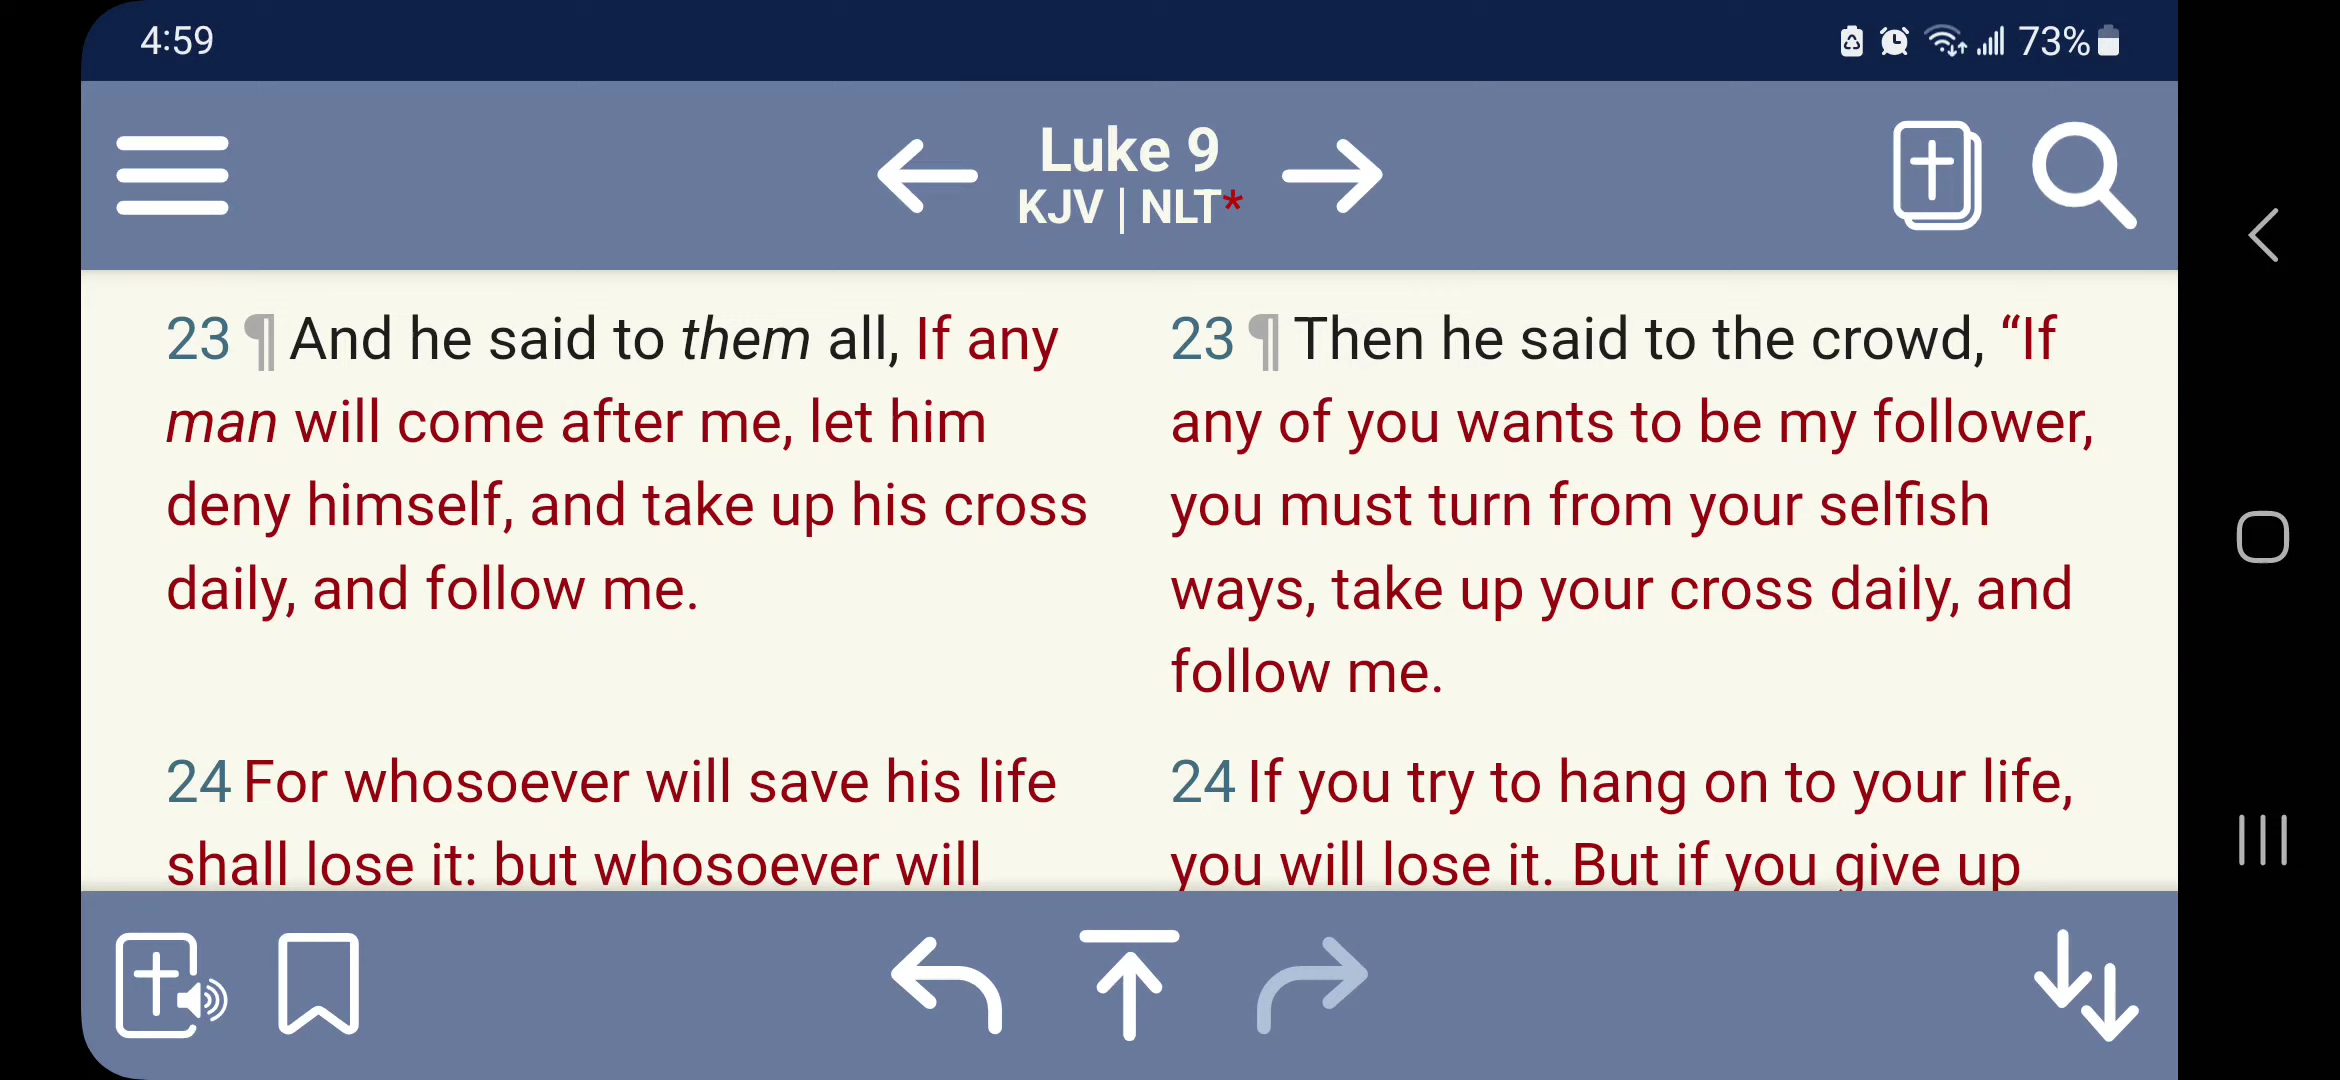 4:59
73%
Luke 9
KJV | NLT*
23 ¶ And he said to them all, If any
man will come after me, let him
deny himself, and take up his cross
daily, and follow me.
24 For whosoever will save his life
shall lose it: but whosoever will
23 ¶ Then he said to the crowd, “If
any of you wants to be my follower,
you must turn from your selfish
ways, take up your cross daily, and
follow me.
24 If you try to hang on to your life,
you will lose it. But if you give up